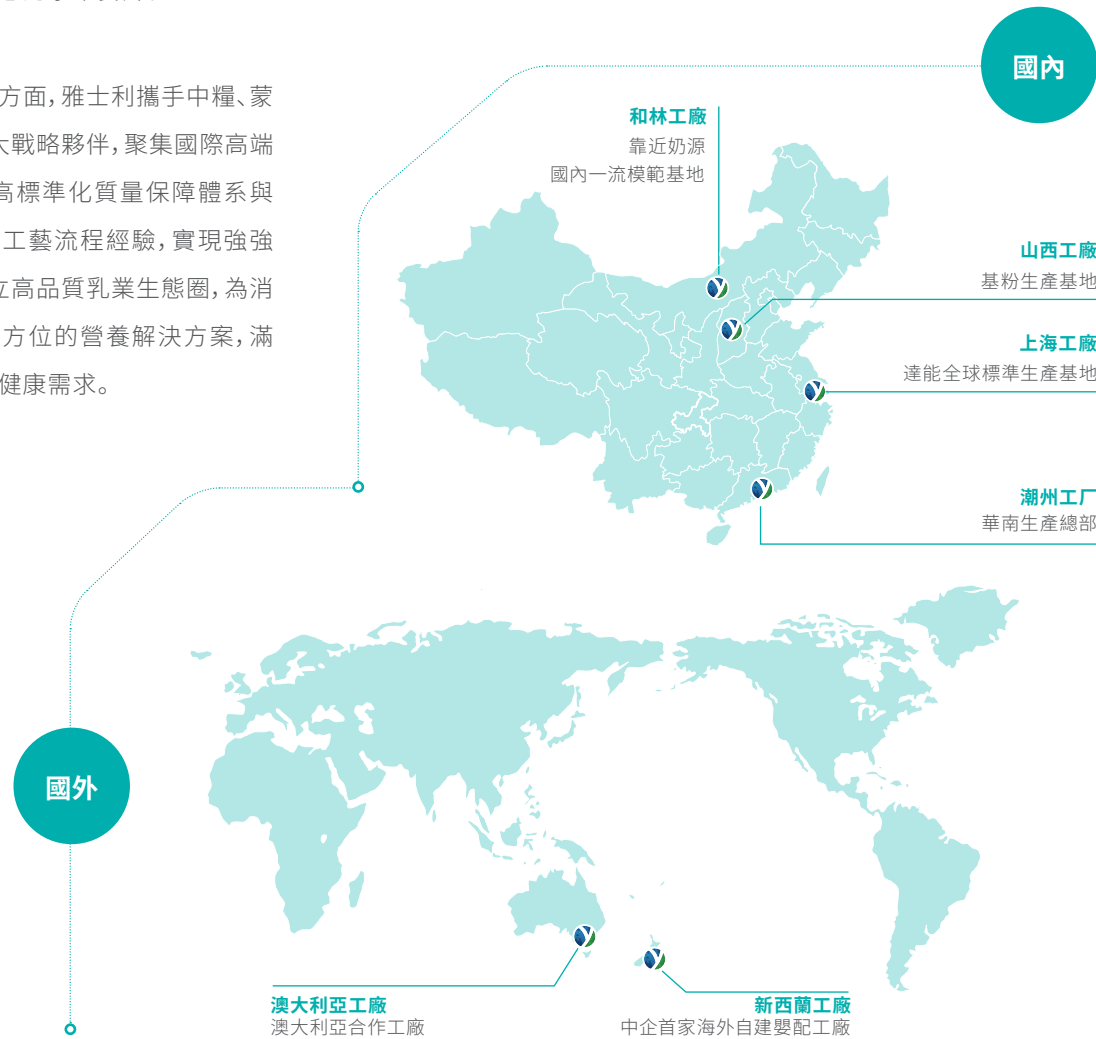 國內
方面，雅士利攜手中糧、蒙
大戰略夥伴，聚集國際高端
高標準化質量保障體系與
工藝流程經驗，實現強強
立高品質乳業生態圈，為消
方位的營養解決方案，滿
健康需求。
和林工廠
靠近奶源
國內一流模範基地
山西工廠
基粉生產基地
上海工廠
達能全球標準生產基地
潮州工厂
華南生產總部
國外
澳大利亞工廠
澳大利亞合作工廠
新西蘭工廠
中企首家海外自建嬰配工廠